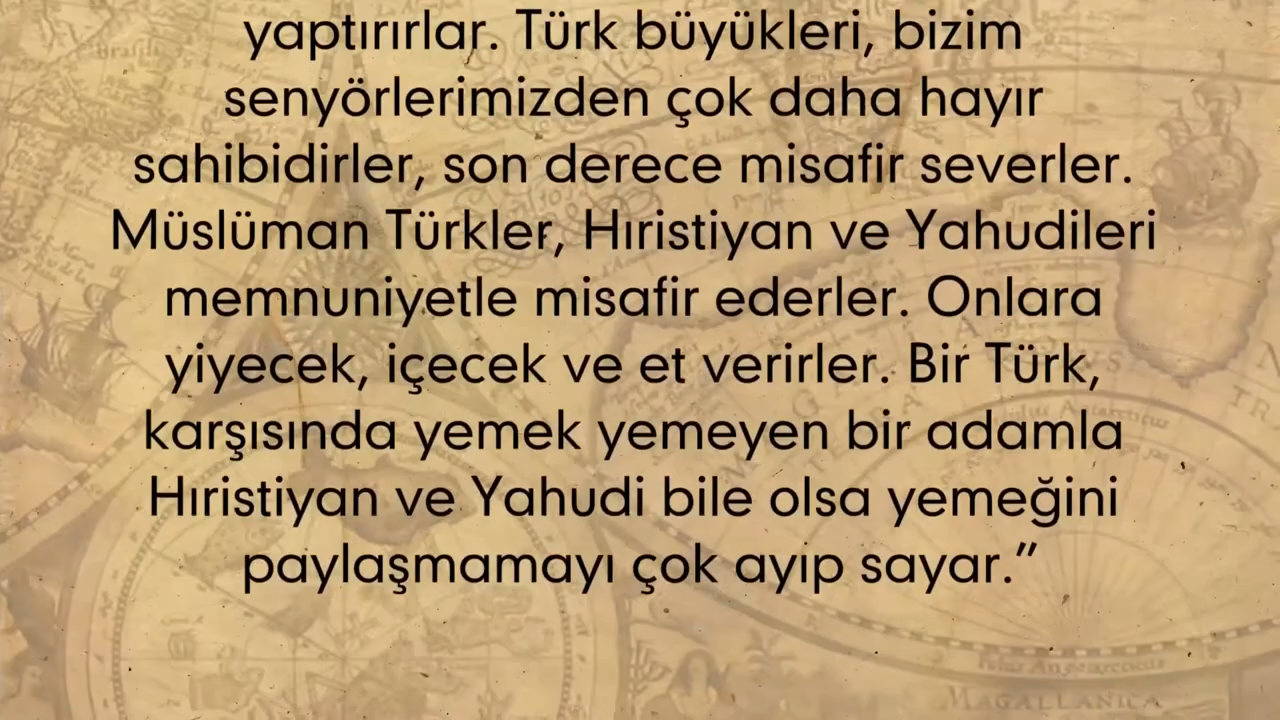 yaptırırlar. Türk büyükleri, bizim
senyörlerimizden çok daha hayır
sahibidirler, son derece misafir severler.
Müslüman Türkler, Hıristiyan ve Yahudileri
memnuniyetle misafir ederler. Onlara
yiyecek, içecek ve et verirler. Bir Türk,
karşısında yemek yemeyen bir adamla
Hıristiyan ve Yahudi bile olsa yemeğini
paylaşmamayı çok ayıp sayar.”
MAGALLANICA